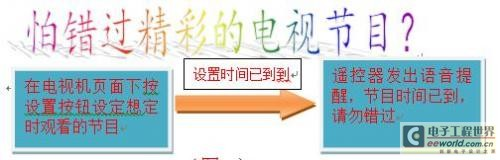 怕错过精彩的电视节目？
在电视机页面下按
设置按钮设定想定
时观看的节目
设置时间已到到
遥控器发出语音提
醒，节目时间已到，
请勿错过
电子工程世界
eeworld.com.cn